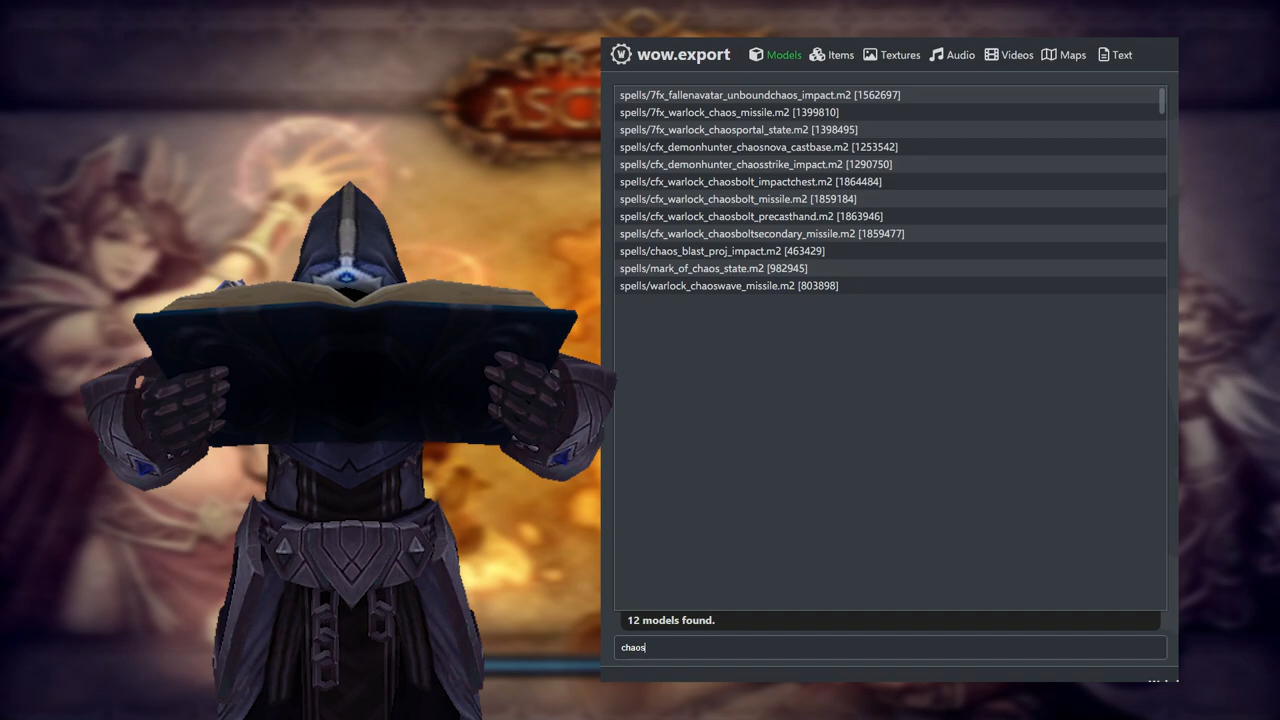 ASC
wow.export Models Items Textures Audio Videos Maps Text
spells/7fx_fallenavatar_unboundchaos_impact.m2 [1562697]
spells/7fx_warlock_chaos_missile.m2 [1399810]
spells/7fx_warlock_chaosportal_state.m2 [1398495]
spells/cfx_demonhunter_chaosnova_castbase.m2 [1253542]
spells/cfx_demonhunter_chaosstrike_impact.m2 [1290750]
spells/cfx_warlock_chaosbolt_impactchest.m2 [1864484]
spells/cfx_warlock_chaosbolt_missile.m2 [1859184]
spells/cfx_warlock_chaosbolt_precasthand.m2 [1863946]
spells/cfx_warlock_chaosboltsecondary_missile.m2 [1859477]
spells/chaos_blast_proj_impact.m2 [463429]
spells/mark_of_chaos_state.m2 [982945]
spells/warlock_chaoswave_missile.m2 [803898]
12 models found.
chaos